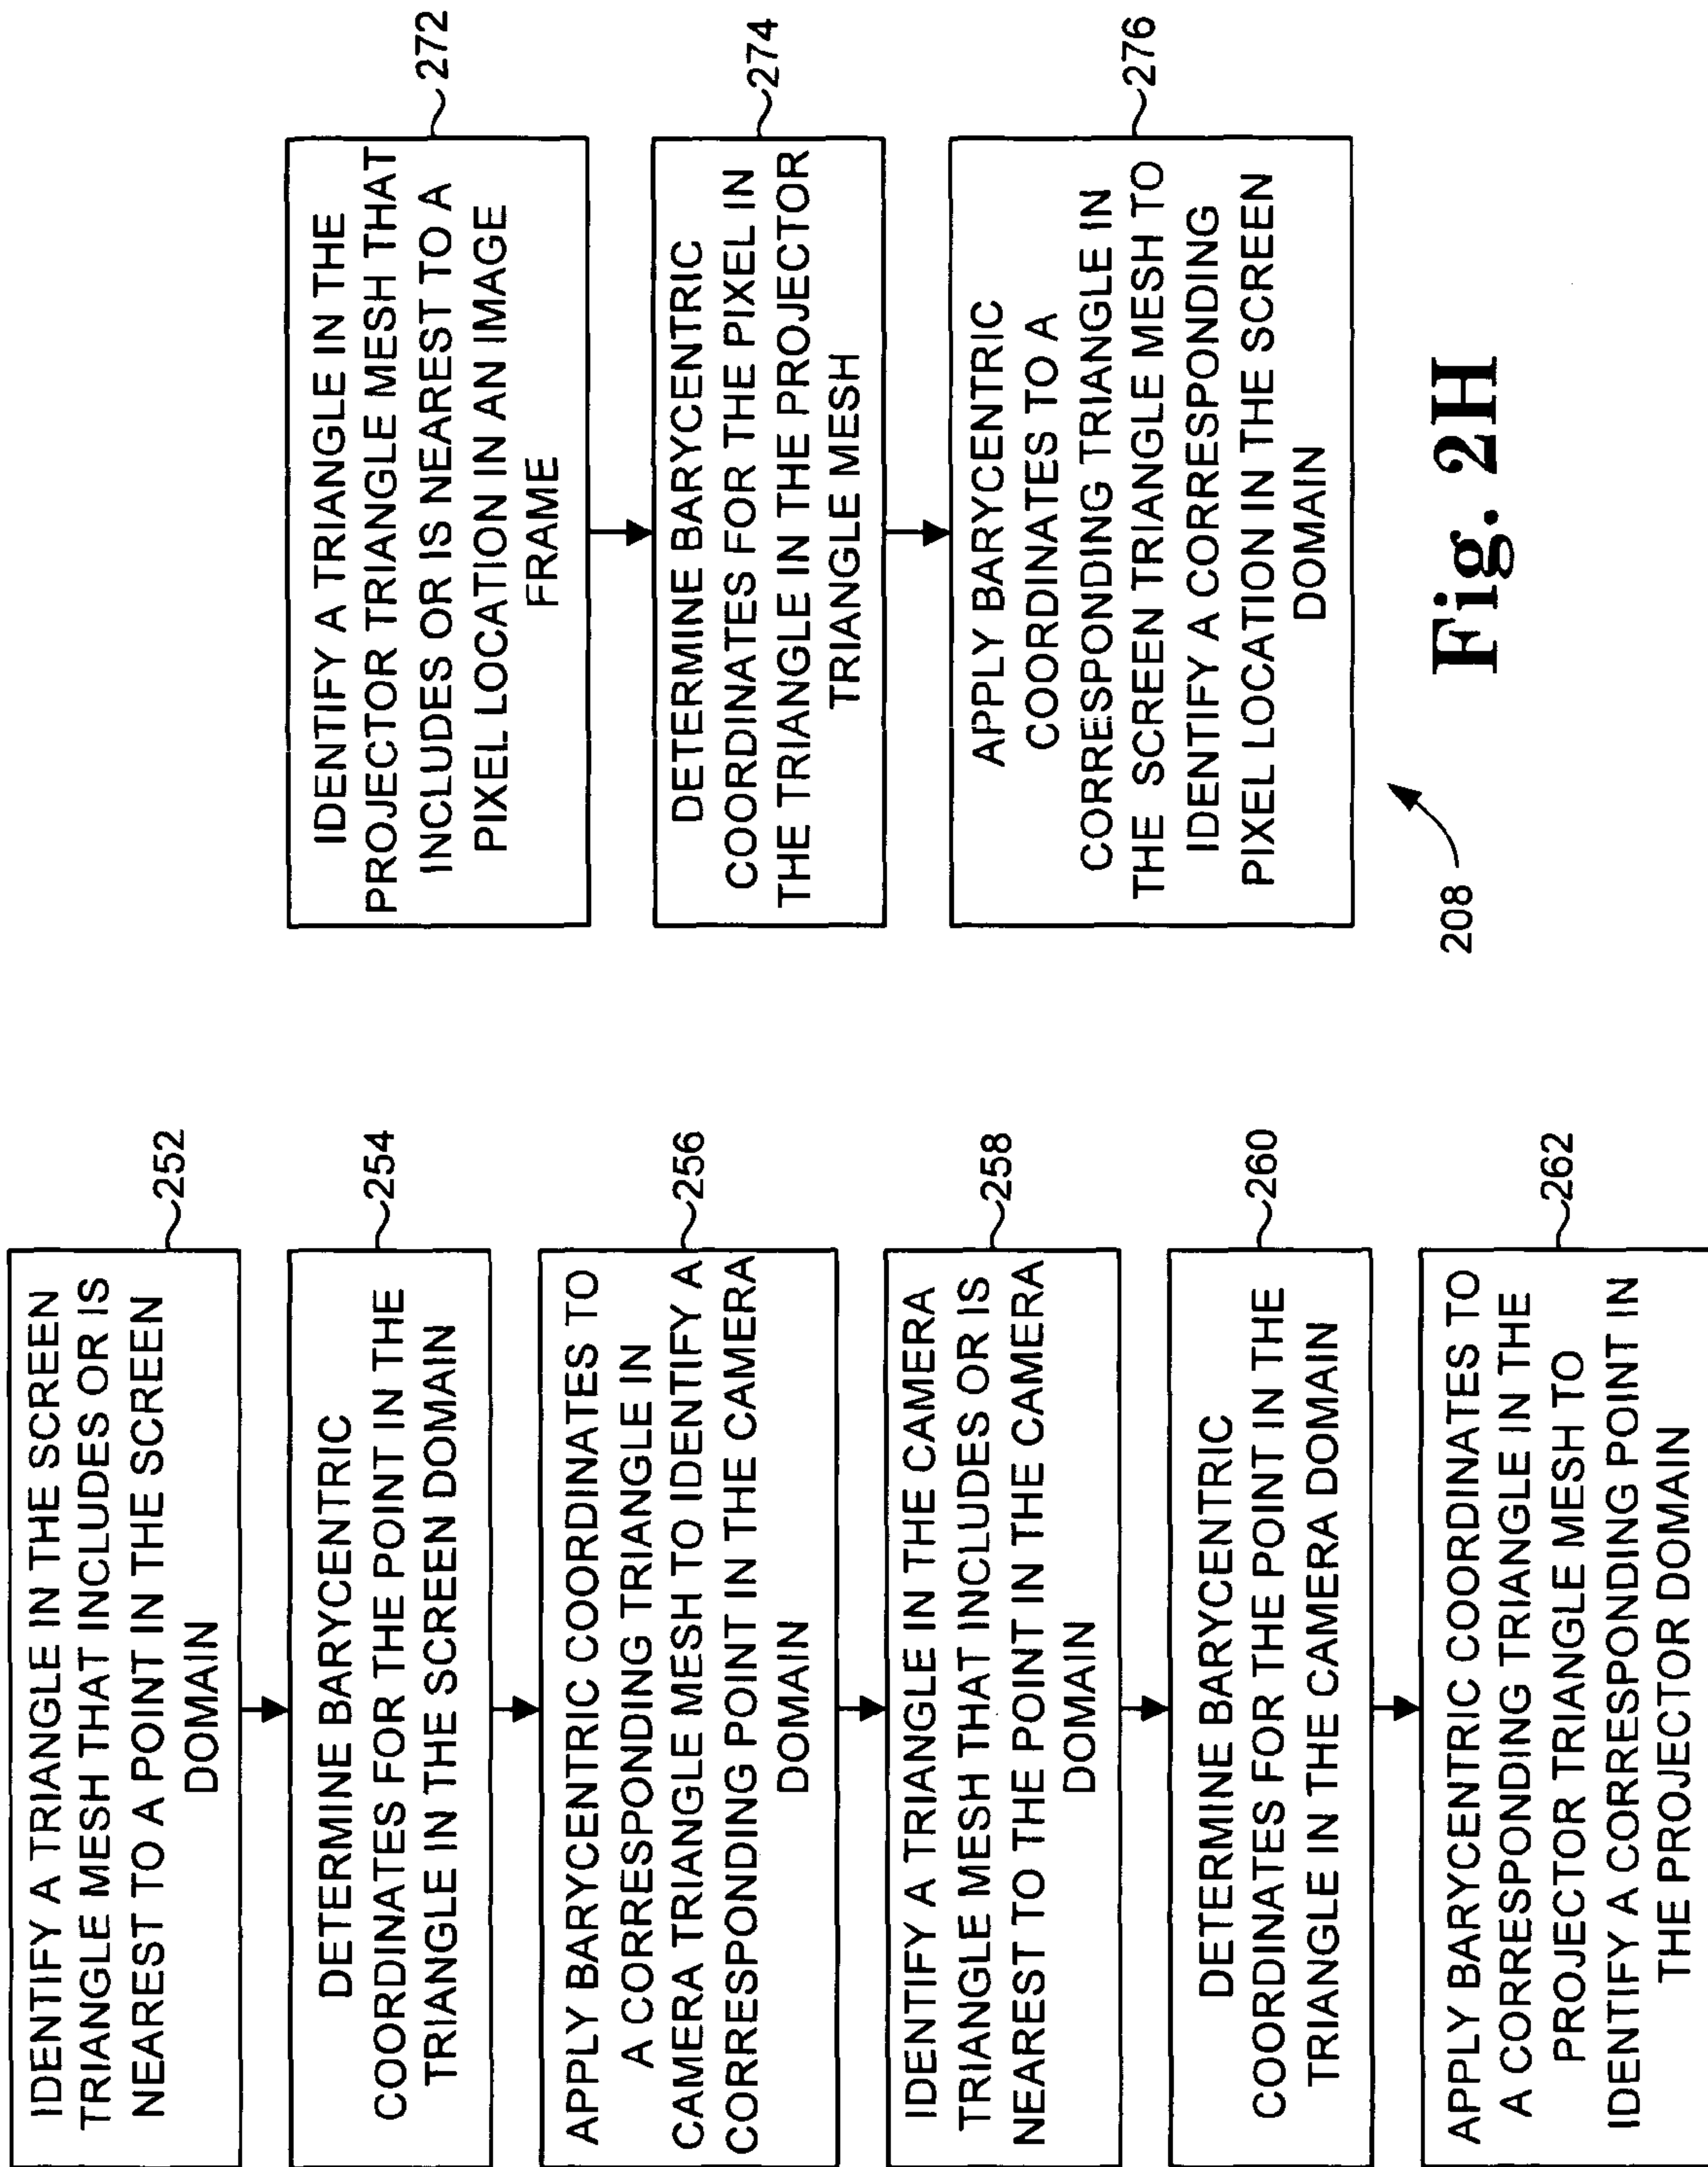 IDENTIFY A TRIANGLE IN THE SCREEN
TRIANGLE MESH THAT INCLUDES OR IS
NEAREST TO A POINT IN THE SCREEN
DOMAIN
252
DETERMINE BARYCENTRIC
COORDINATES FOR THE POINT IN THE
TRIANGLE IN THE SCREEN DOMAIN
254
APPLY BARYCENTRIC COORDINATES TO
A CORRESPONDING TRIANGLE IN
CAMERA TRIANGLE MESH TO IDENTIFY A
CORRESPONDING POINT IN THE CAMERA
DOMAIN
256
IDENTIFY A TRIANGLE IN THE CAMERA
TRIANGLE MESH THAT INCLUDES OR IS
NEAREST TO THE POINT IN THE CAMERA
DOMAIN
258
DETERMINE BARYCENTRIC
COORDINATES FOR THE POINT IN THE
TRIANGLE IN THE CAMERA DOMAIN
260
APPLY BARYCENTRIC COORDINATES TO
A CORRESPONDING TRIANGLE IN THE
PROJECTOR TRIANGLE MESH TO
IDENTIFY A CORRESPONDING POINT IN
THE PROJECTOR DOMAIN
262
IDENTIFY A TRIANGLE IN THE
PROJECTOR TRIANGLE MESH THAT
INCLUDES OR IS NEAREST TO A
PIXEL LOCATION IN AN IMAGE
FRAME
272
DETERMINE BARYCENTRIC
COORDINATES FOR THE PIXEL IN
THE TRIANGLE IN THE PROJECTOR
TRIANGLE MESH
274
APPLY BARYCENTRIC
COORDINATES TO A
CORRESPONDING TRIANGLE IN
THE SCREEN TRIANGLE MESH TO
IDENTIFY A CORRESPONDING
PIXEL LOCATION IN THE SCREEN
DOMAIN
276
208
Fig. 2H